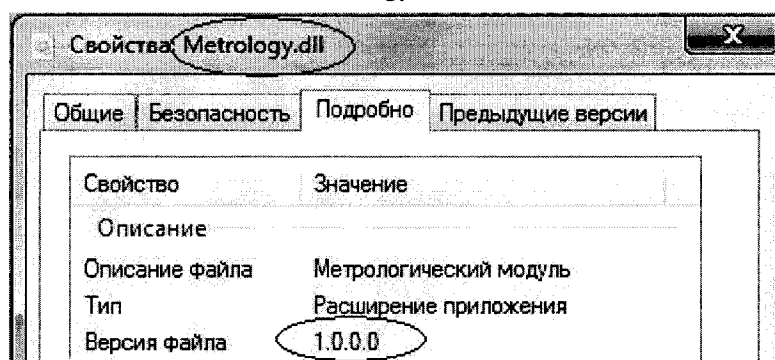 Свойства: Metrology.dll
Общие Безопасность Подробно Предыдущие версии
Свойство Значение
Описание
Описание файла Метрологический модуль
Тип Расширение приложения
Версия файла 1.0.0.0